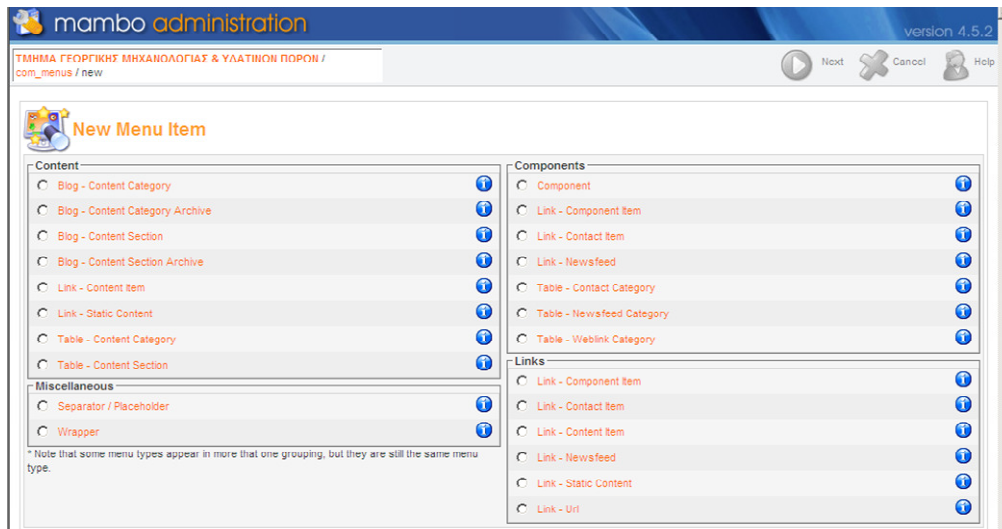 mambo administration
version 4.5.2
ΤΜΗΜΑ ΓΕΩΡΓΙΚΗΣ ΜΗΧΑΝΟΛΟΓΙΑΣ & ΥΔΑΤΙΝΩΝ ΠΟΡΩΝ /
com_menus / new
Next
Cancel
Help
New Menu Item
Content
Blog - Content Category
Blog - Content Category Archive
Blog - Content Section
Blog - Content Section Archive
Link - Content Item
Link - Static Content
Table - Content Category
Table - Content Section
Miscellaneous
Separator / Placeholder
Wrapper
* Note that some menu types appear in more that one grouping, but they are still the same menu
type.
Components
Component
Link - Component Item
Link - Contact Item
Link - Newsfeed
Table - Contact Category
Table - Newsfeed Category
Table - Weblink Category
Links
Link - Component Item
Link - Contact Item
Link - Content Item
Link - Newsfeed
Link - Static Content
Link - Url